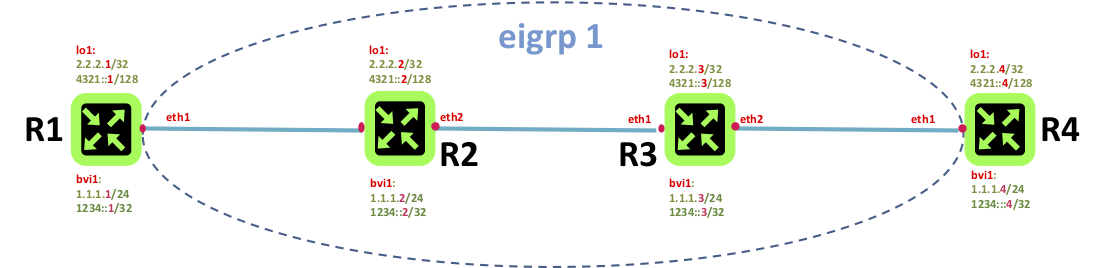 eigrp 1
lo1:
2.2.2.1/32
4321::1/128
lo1:
2.2.2.2/32
4321::2/128
lo1:
2.2.2.3/32
4321::3/128
lo1:
2.2.2.4/32
4321::4/128
R1
eth1
eth2
R2
eth1
R3
eth2
eth1
R4
bvi1:
1.1.1.1/24
1234::1/32
bvi1:
1.1.1.2/24
1234::2/32
bvi1:
1.1.1.3/24
1234::3/32
bvi1:
1.1.1.4/24
1234::4/32